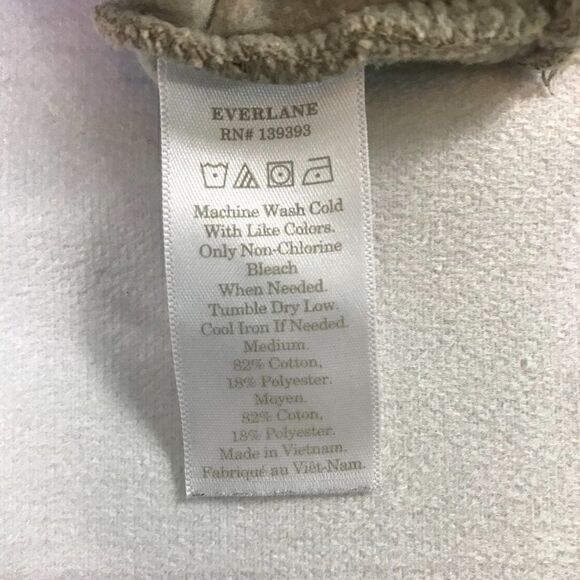 EVERLANE
RN# 139393
Machine Wash Cold
With Like Colors.
Only Non-Chlorine
Bleach
When Needed.
Tumble Dry Low.
Cool Iron If Needed.
Medium.
82% Cotton,
18% Polyester.
Moyen.
82% Coton,
18% Polyester.
Made in Vietnam.
Fabriqué au Viêt-Nam.